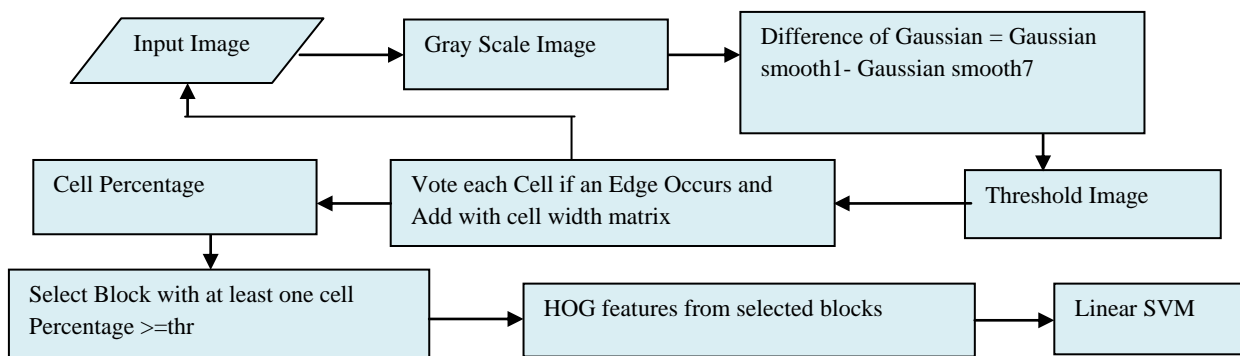 Input Image
Gray Scale Image
Difference of Gaussian = Gaussian
smooth1- Gaussian smooth7
Threshold Image
Vote each Cell if an Edge Occurs and
Add with cell width matrix
Cell Percentage
Select Block with at least one cell
Percentage >=thr
HOG features from selected blocks
Linear SVM